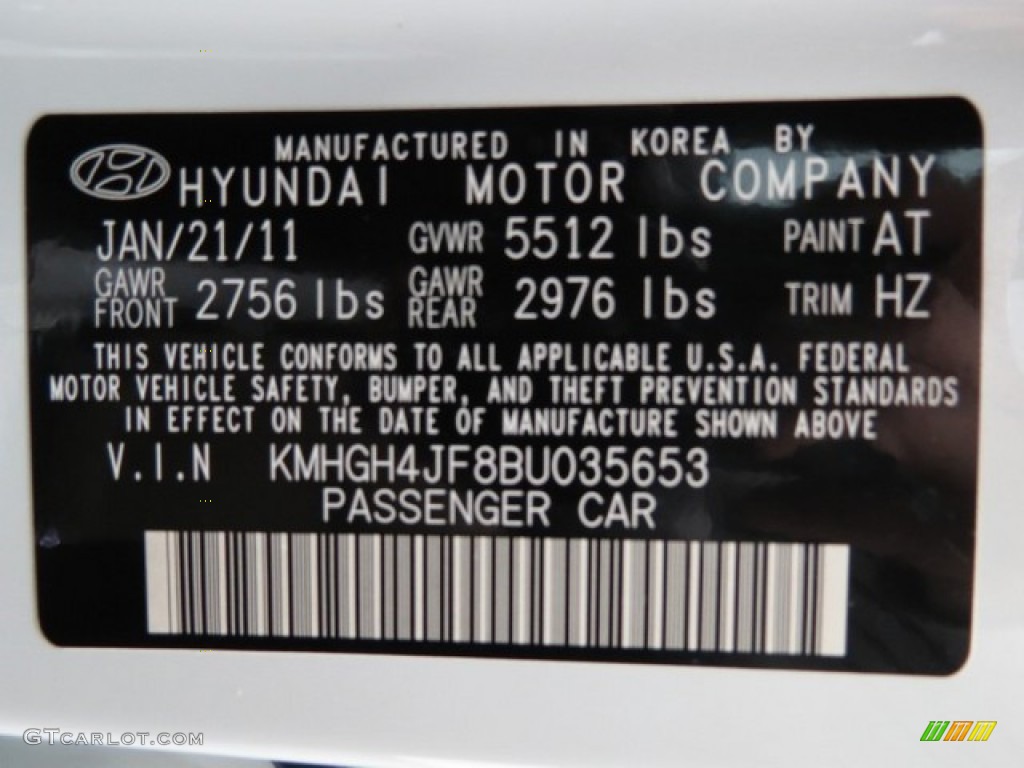 MANUFACTURED IN KOREA BY
HYUNDAI MOTOR COMPANY
JAN/21/11 GVWR 5512 lbs PAINT AT
GAWR FRONT 2756 lbs GAWR REAR 2976 lbs TRIM HZ
THIS VEHICLE CONFORMS TO ALL APPLICABLE U.S.A. FEDERAL
MOTOR VEHICLE SAFETY, BUMPER, AND THEFT PREVENTION STANDARDS
IN EFFECT ON THE DATE OF MANUFACTURE SHOWN ABOVE
V.I.N KMHGH4JF8BU035653
PASSENGER CAR
GTCARLOT.COM